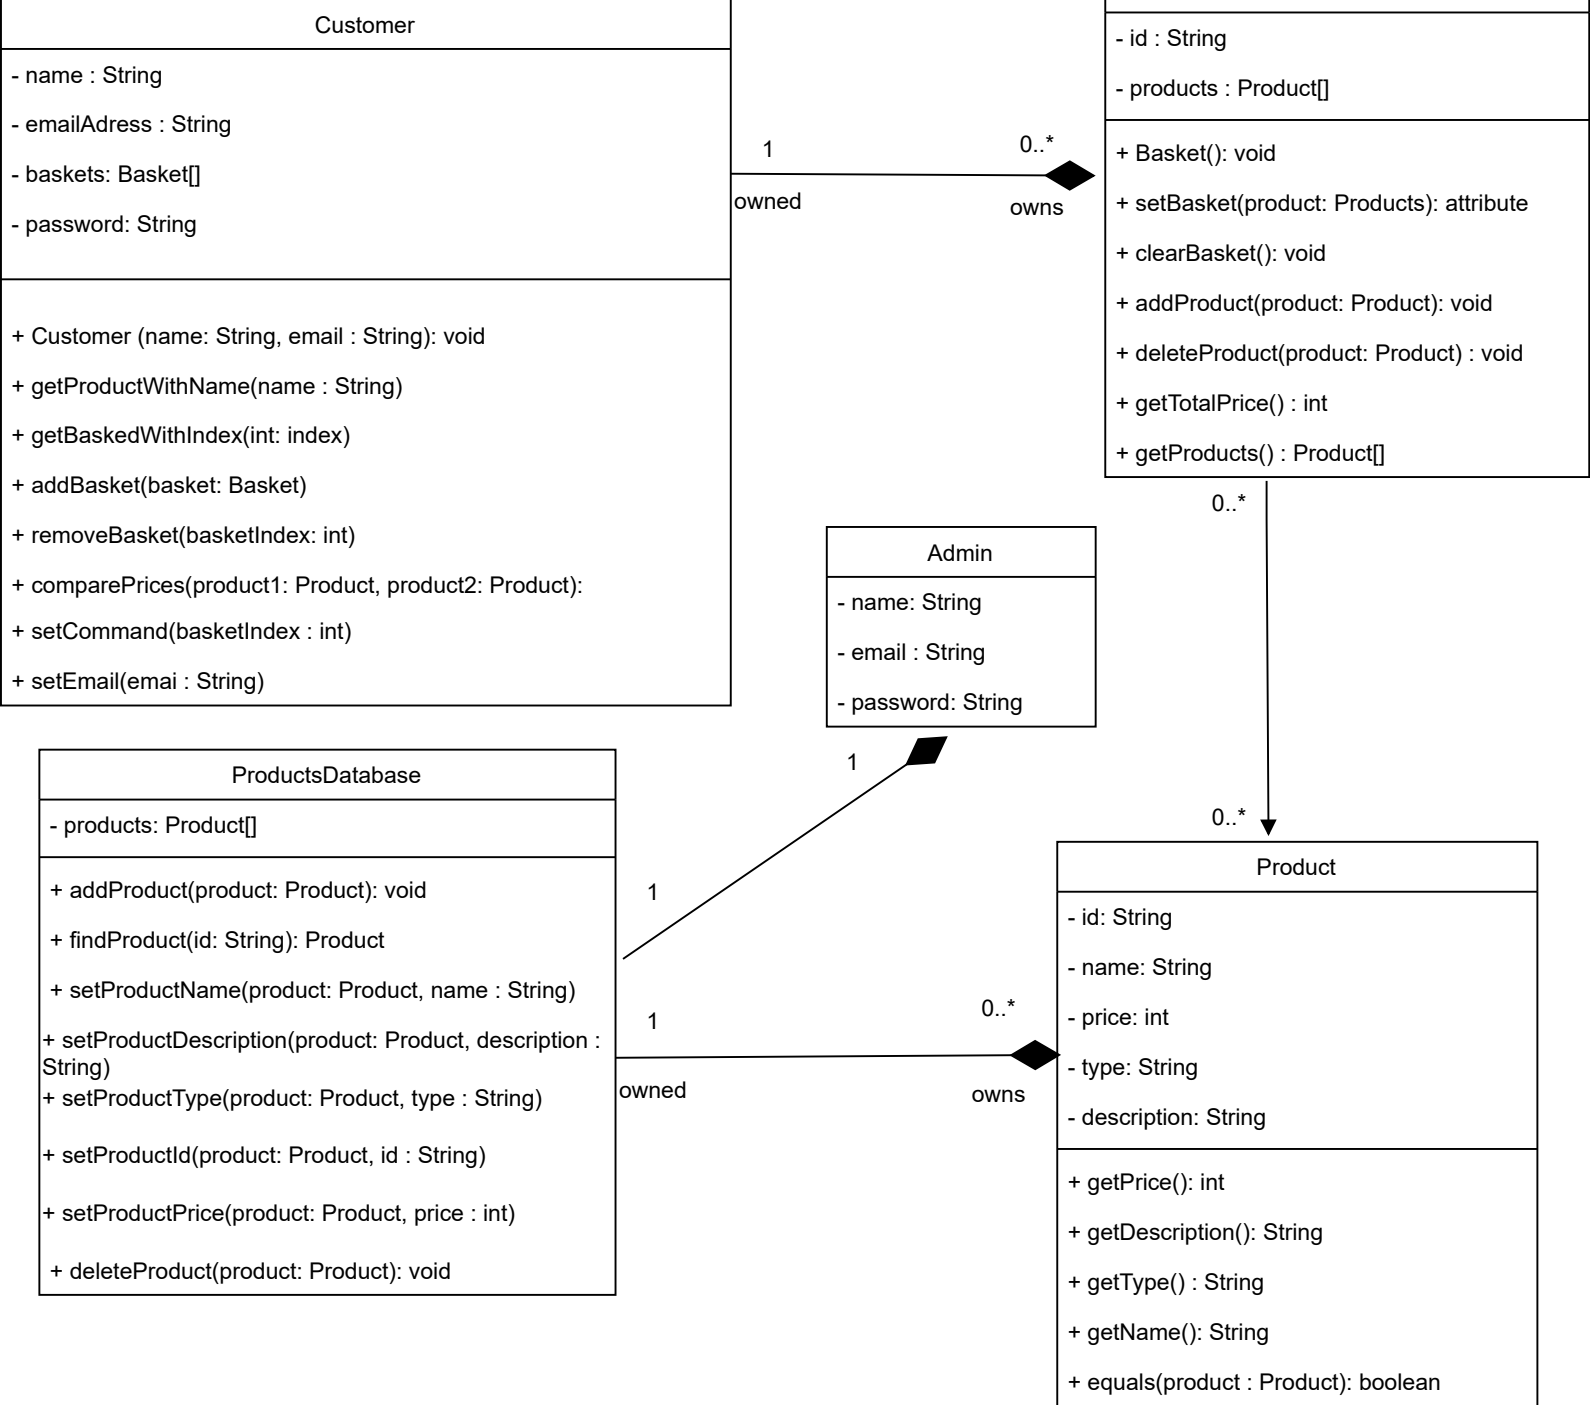 Customer
- name : String
- emailAdress : String
- baskets: Basket[]
- password: String
+ Customer (name: String, email : String): void
+ getProductWithName(name : String)
+ getBaskedWithIndex(int: index)
+ addBasket(basket: Basket)
+ removeBasket(basketIndex: int)
+ comparePrices(product1: Product, product2: Product):
+ setCommand(basketIndex : int)
+ setEmail(emai : String)
1
owned
0..*
owns
- id : String
- products : Product[]
+ Basket(): void
+ setBasket(product: Products): attribute
+ clearBasket(): void
+ addProduct(product: Product): void
+ deleteProduct(product: Product) : void
+ getTotalPrice() : int
+ getProducts() : Product[]
0..*
0..*
Admin
- name: String
- email : String
- password: String
1
1
ProductsDatabase
- products: Product[]
+ addProduct(product: Product): void
+ findProduct(id: String): Product
+ setProductName(product: Product, name : String)
+ setProductDescription(product: Product, description :
String)
+ setProductType(product: Product, type : String)
+ setProductId(product: Product, id : String)
+ setProductPrice(product: Product, price : int)
+ deleteProduct(product: Product): void
1
owned
0..*
owns
Product
- id: String
- name: String
- price: int
- type: String
- description: String
+ getPrice(): int
+ getDescription(): String
+ getType() : String
+ getName(): String
+ equals(product : Product): boolean